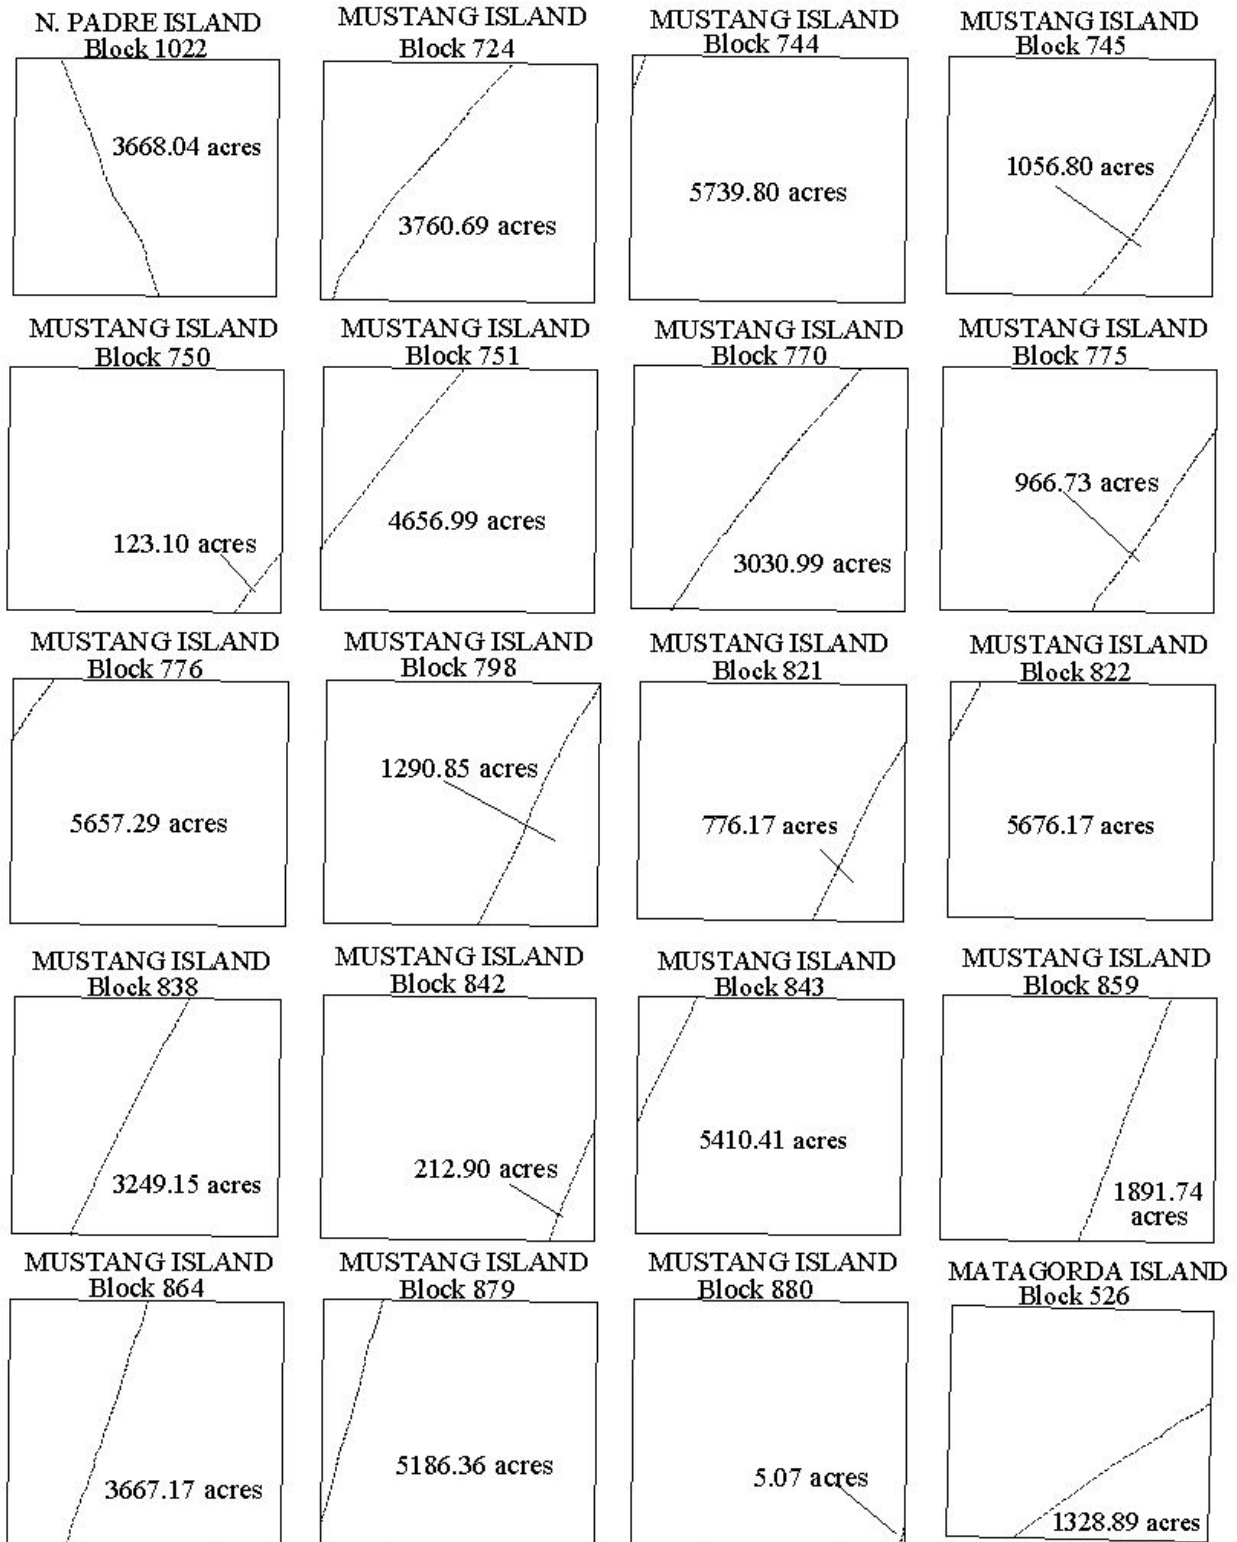 N. PADRE ISLAND
Block 1022
3668.04 acres
MUSTANG ISLAND
Block 724
3760.69 acres
MUSTANG ISLAND
Block 744
5739.80 acres
MUSTANG ISLAND
Block 745
1056.80 acres
MUSTANG ISLAND
Block 750
123.10 acres
MUSTANG ISLAND
Block 751
4656.99 acres
MUSTANG ISLAND
Block 770
3030.99 acres
MUSTANG ISLAND
Block 775
966.73 acres
MUSTANG ISLAND
Block 776
5657.29 acres
MUSTANG ISLAND
Block 798
1290.85 acres
MUSTANG ISLAND
Block 821
776.17 acres
MUSTANG ISLAND
Block 822
5676.17 acres
MUSTANG ISLAND
Block 838
3249.15 acres
MUSTANG ISLAND
Block 842
212.90 acres
MUSTANG ISLAND
Block 843
5410.41 acres
MUSTANG ISLAND
Block 859
1891.74
acres
MUSTANG ISLAND
Block 864
3667.17 acres
MUSTANG ISLAND
Block 879
5186.36 acres
MUSTANG ISLAND
Block 880
5.07 acres
MATAGORDA ISLAND
Block 526
1328.89 acres